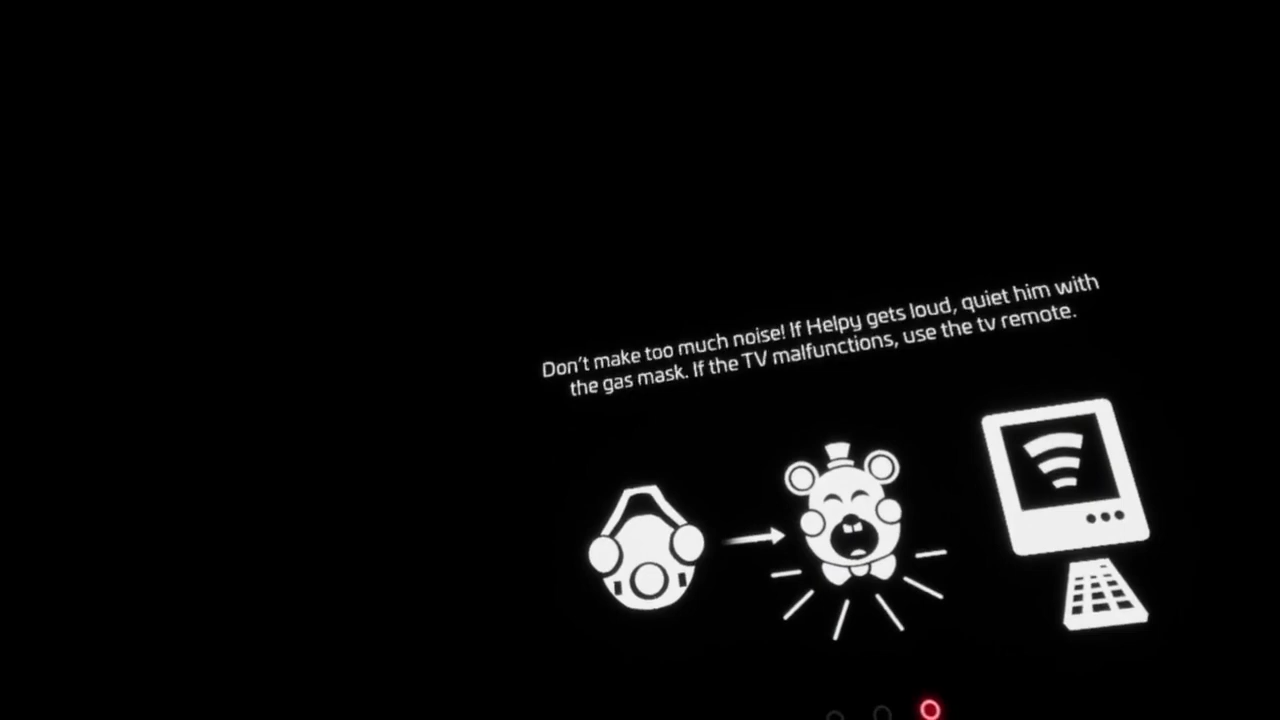 Don't make too much noise! If Helpy gets loud, quiet him with
the gas mask. If the TV malfunctions, use the tv remote.